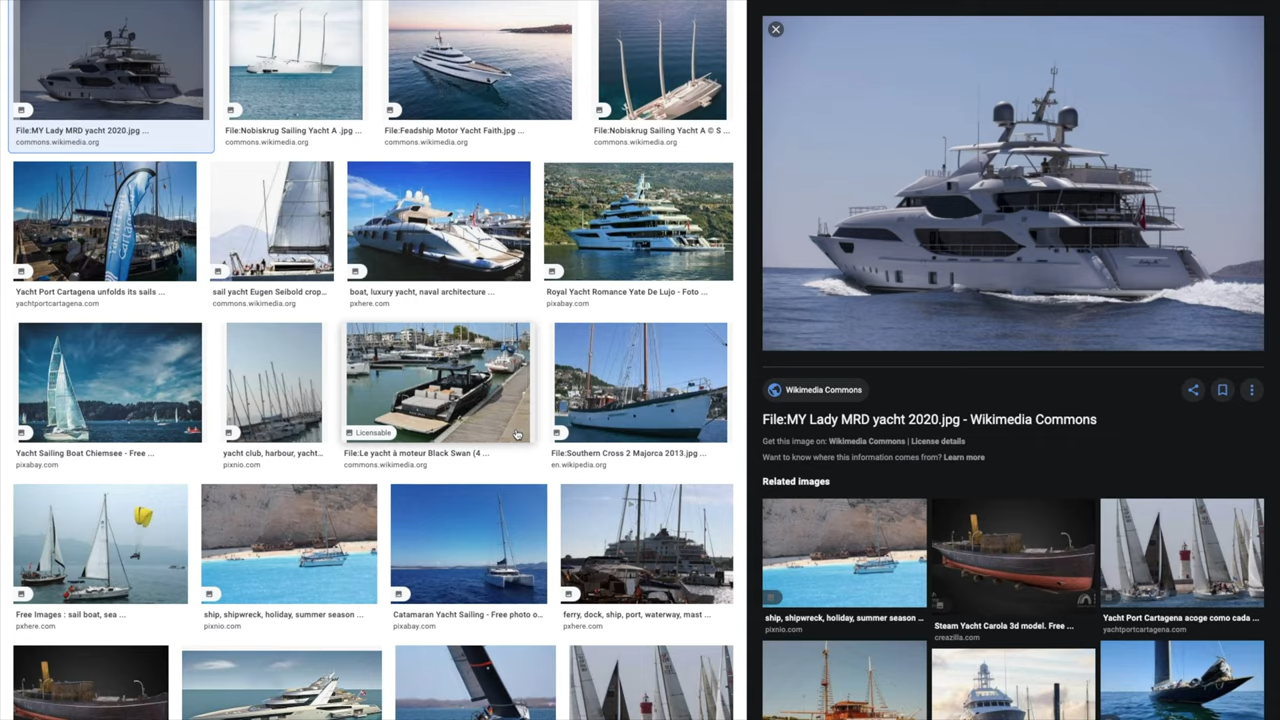 File:MY Lady MRD yacht 2020.jpg ...
commons.wikimedia.org
File:Nobiskrug Sailing Yacht A .jpg ...
commons.wikimedia.org
File:Feadship Motor Yacht Faith.jpg ...
commons.wikimedia.org
File:Nobiskrug Sailing Yacht A © S ...
commons.wikimedia.org
Yacht Port Cartagena unfolds its sails ...
yachtportcartagena.com
sail yacht Eugen Seibold crop...
commons.wikimedia.org
boat, luxury yacht, naval architecture ...
pxhere.com
Royal Yacht Romance Yate De Lujo - Foto ...
pixabay.com
Yacht Sailing Boat Chiemsee - Free ...
pixabay.com
yacht club, harbour, yacht...
pixnio.com
Licensable
File:Le yacht à moteur Black Swan (4 ...
commons.wikimedia.org
File:Southern Cross 2 Majorca 2013.jpg ...
en.wikipedia.org
Free Images : sail boat, sea ...
pxhere.com
ship, shipwreck, holiday, summer season ...
pixnio.com
Catamaran Yacht Sailing - Free photo o...
pixabay.com
ferry, dock, ship, port, waterway, mast ...
pxhere.com
Wikimedia Commons
File:MY Lady MRD yacht 2020.jpg - Wikimedia Commons
Get this image on: Wikimedia Commons | License details
Want to know where this information comes from? Learn more
Related images
ship, shipwreck, holiday, summer season ...
pixnio.com
Steam Yacht Carola 3d model. Free ...
creazilla.com
Yacht Port Cartagena acoge como cada ...
yachtportcartagena.com